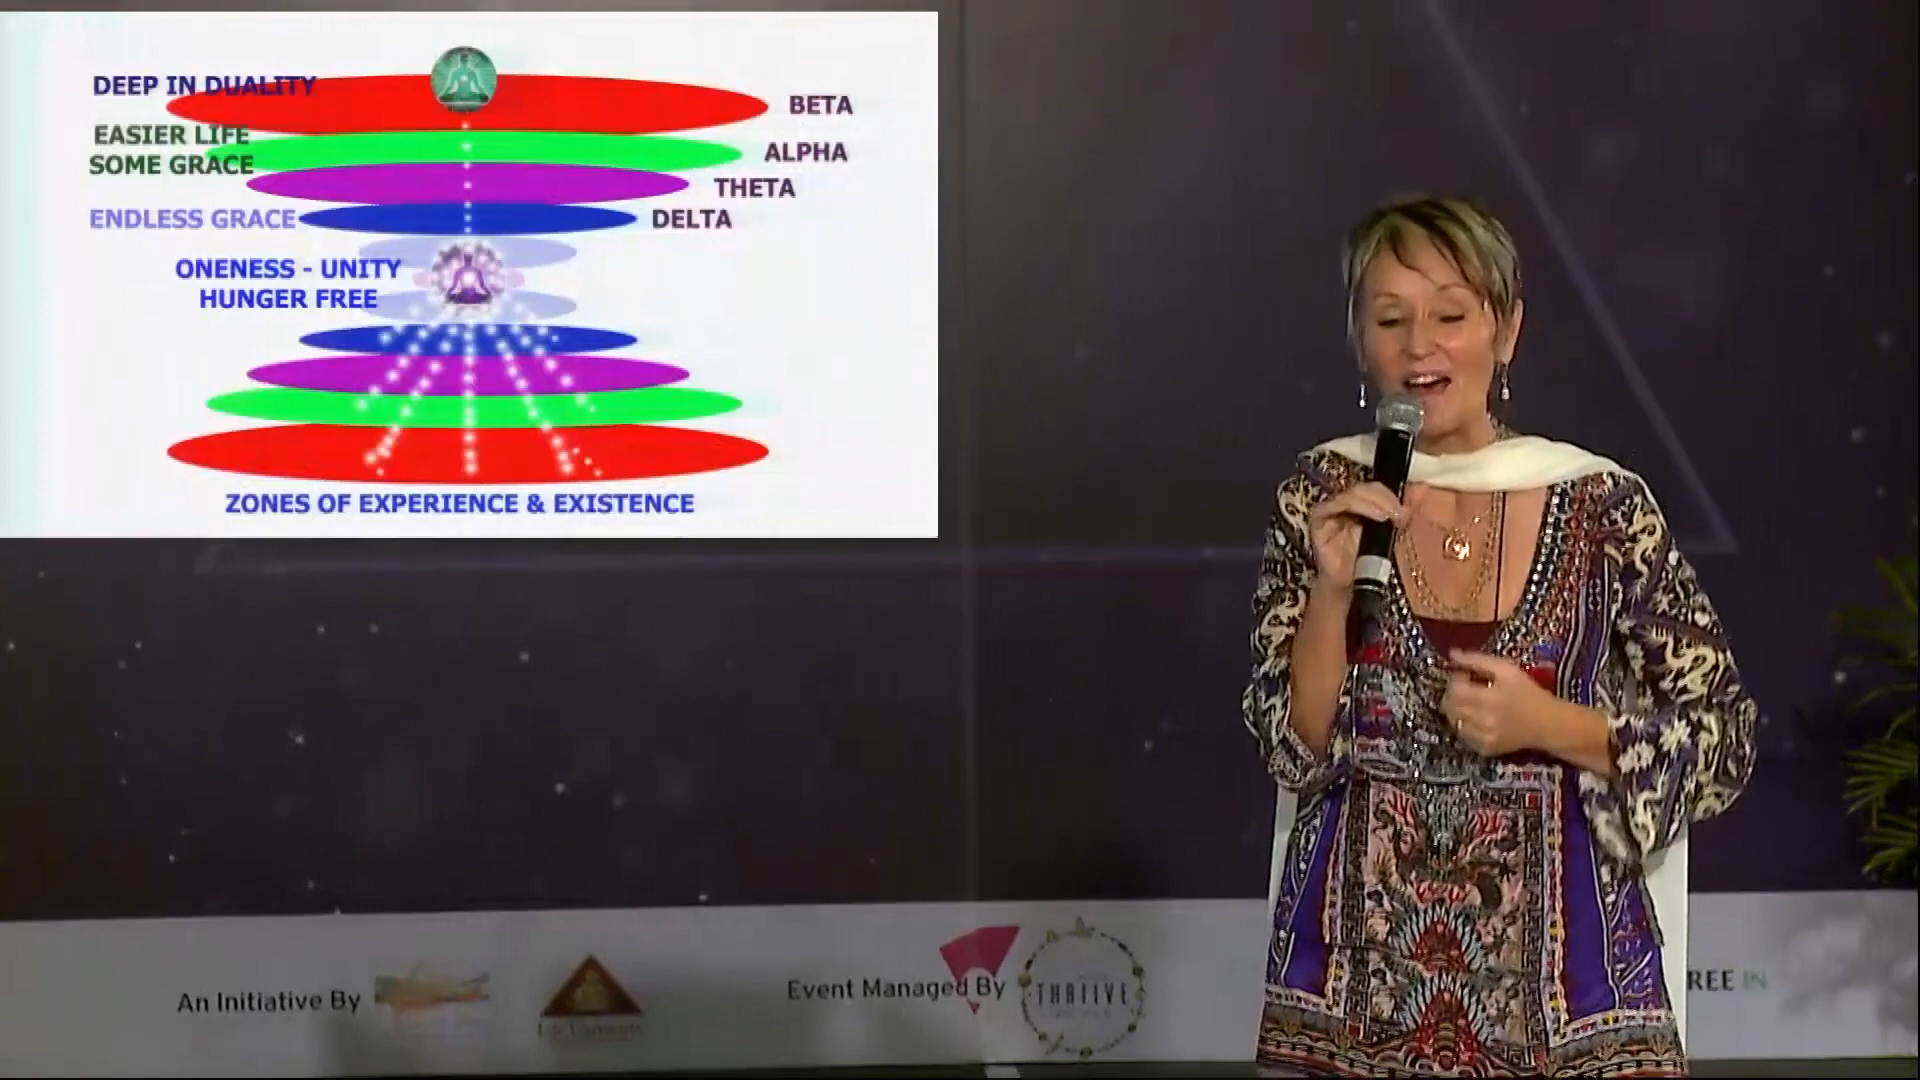 DEEP IN DUALITY
BETA
EASIER LIFE
SOME GRACE
ALPHA
THETA
ENDLESS GRACE
DELTA
ONENESS - UNITY
HUNGER FREE
ZONES OF EXPERIENCE & EXISTENCE
An Initiative By
Event Managed By
THRIIVE
REE IN